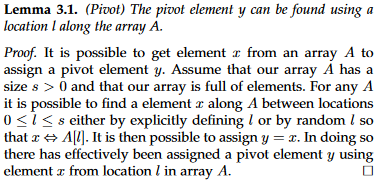 Lemma 3.1. (Pivot) The pivot element y can be found using a
location l along the array A.
Proof. It is possible to get element x from an array A to
assign a pivot element y. Assume that our array A has a
size s > 0 and that our array is full of elements. For any A
it is possible to find a element x along A between locations
0 ≤ l ≤ s either by explicitly defining l or by random l so
that x ⇔ A[l]. It is then possible to assign y = x. In doing so
there has effectively been assigned a pivot element y using
element x from location l in array A. □